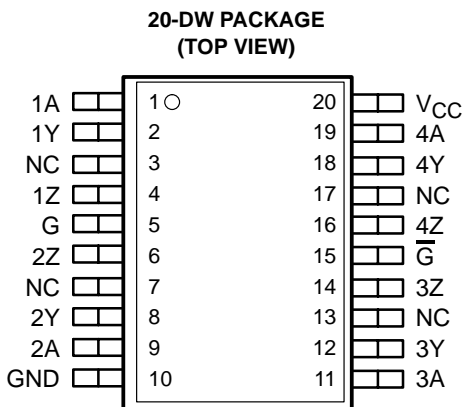 20-DW PACKAGE
(TOP VIEW)
1A 1 20 VCC
1Y 2 19 4A
NC 3 18 4Y
1Z 4 17 NC
G 5 16 4Z
2Z 6 15 G̅
NC 7 14 3Z
2Y 8 13 NC
2A 9 12 3Y
GND 10 11 3A